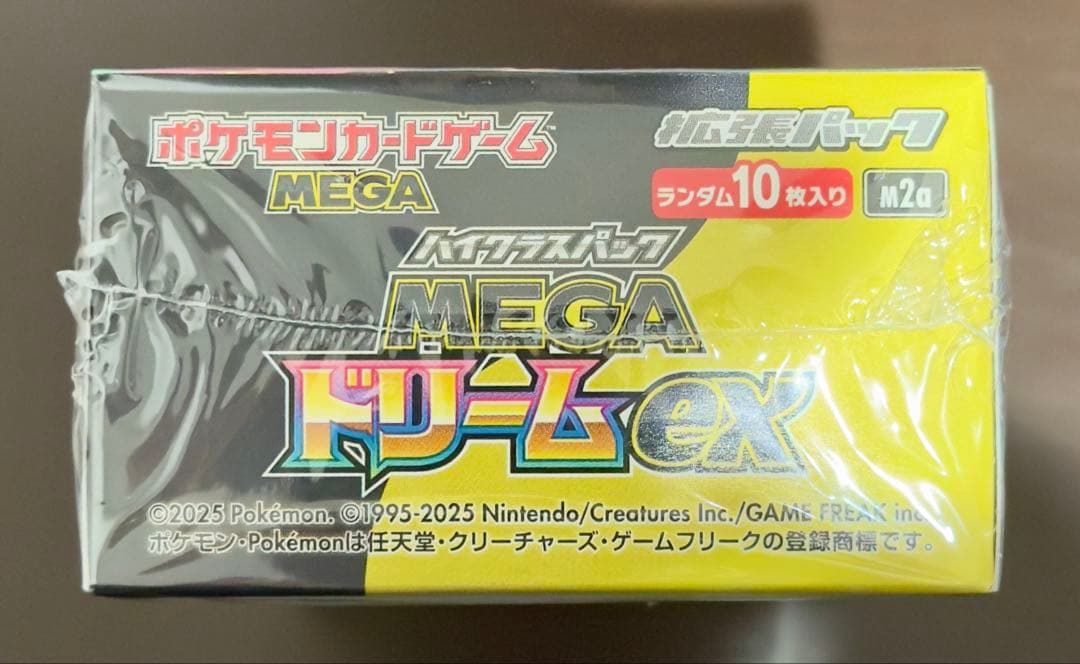 ポケモンカードゲーム
MEGA
拡張パック
ランダム10枚入り
M2a
ハイクラスパック
MEGA
ドリームex
©2025 Pokémon. ©1995-2025 Nintendo/Creatures Inc./GAME FREAK inc.
ポケモン・Pokémonは任天堂・クリーチャーズ・ゲームフリークの登録商標です。